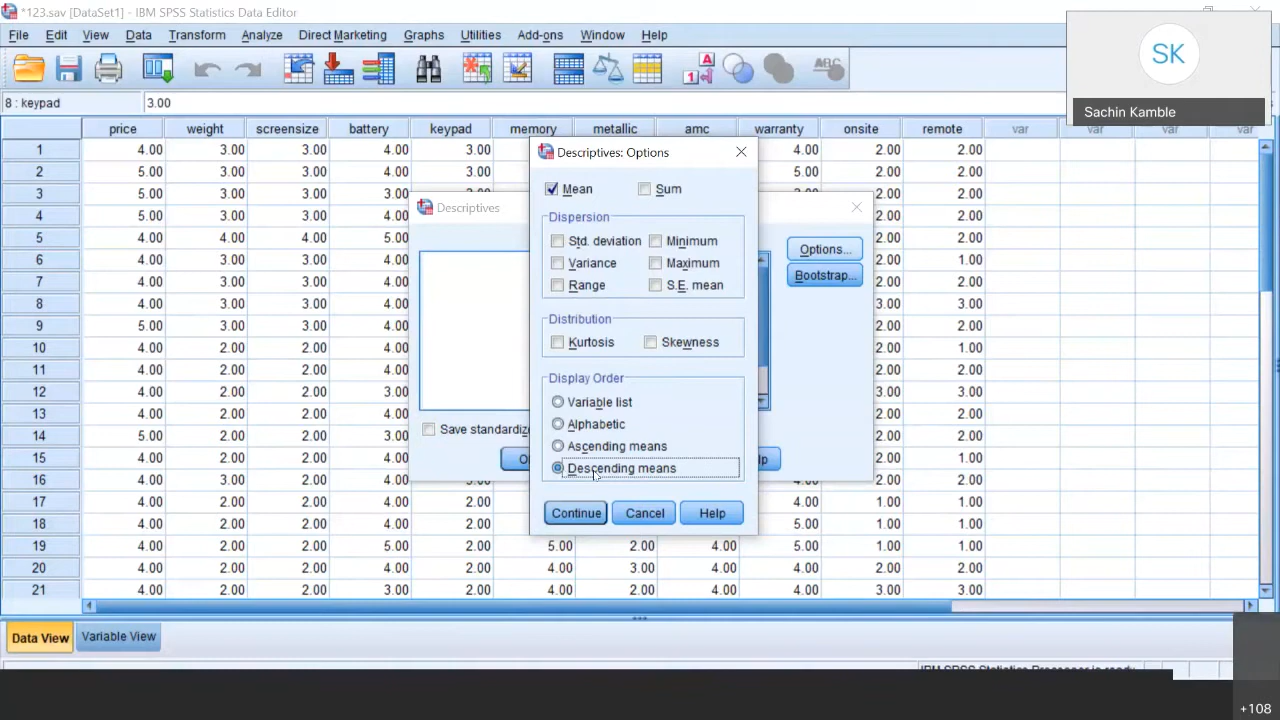 *123.sav [DataSet1] - IBM SPSS Statistics Data Editor
File Edit View Data Transform Analyze Direct Marketing Graphs Utilities Add-ons Window Help
SK
Sachin Kamble
8 : keypad 3.00
price weight screensize battery keypad memory metallic amc warranty onsite remote var var var var
1 4.00 3.00 3.00 4.00 3.00 4.00 2.00 2.00
2 5.00 3.00 3.00 4.00 3.00 5.00 2.00 2.00
3 5.00 3.00 3.00 4.00 2.00 2.00
4 5.00 3.00 3.00 4.00 2.00 2.00
5 4.00 4.00 4.00 5.00 2.00 2.00
6 4.00 3.00 3.00 4.00 2.00 1.00
7 4.00 3.00 3.00 4.00 2.00 2.00
8 4.00 3.00 3.00 4.00 3.00 3.00
9 5.00 3.00 3.00 4.00 2.00 2.00
10 4.00 2.00 2.00 4.00 2.00 1.00
11 4.00 2.00 2.00 4.00 2.00 2.00
12 4.00 2.00 2.00 3.00 3.00 3.00
13 4.00 2.00 2.00 4.00 2.00 2.00
14 5.00 2.00 2.00 3.00 2.00 2.00
15 4.00 2.00 2.00 4.00 2.00 2.00
16 4.00 2.00 2.00 4.00 2.00 2.00
17 4.00 2.00 2.00 4.00 2.00 4.00 1.00 1.00
18 4.00 2.00 2.00 4.00 2.00 5.00 1.00 1.00
19 4.00 2.00 2.00 5.00 2.00 5.00 2.00 4.00 5.00 1.00 1.00
20 4.00 2.00 2.00 4.00 2.00 4.00 3.00 4.00 4.00 2.00 2.00
21 4.00 2.00 2.00 3.00 2.00 4.00 2.00 4.00 4.00 3.00 3.00
Descriptives
Options...
Bootstrap...
Save standardiz
Descriptives: Options
Mean Sum
Dispersion
Std. deviation Minimum
Variance Maximum
Range S.E. mean
Distribution
Kurtosis Skewness
Display Order
Variable list
Alphabetic
Ascending means
Descending means
Continue Cancel Help
Data View Variable View
IBM SPSS Statistics Processor is ready
+108